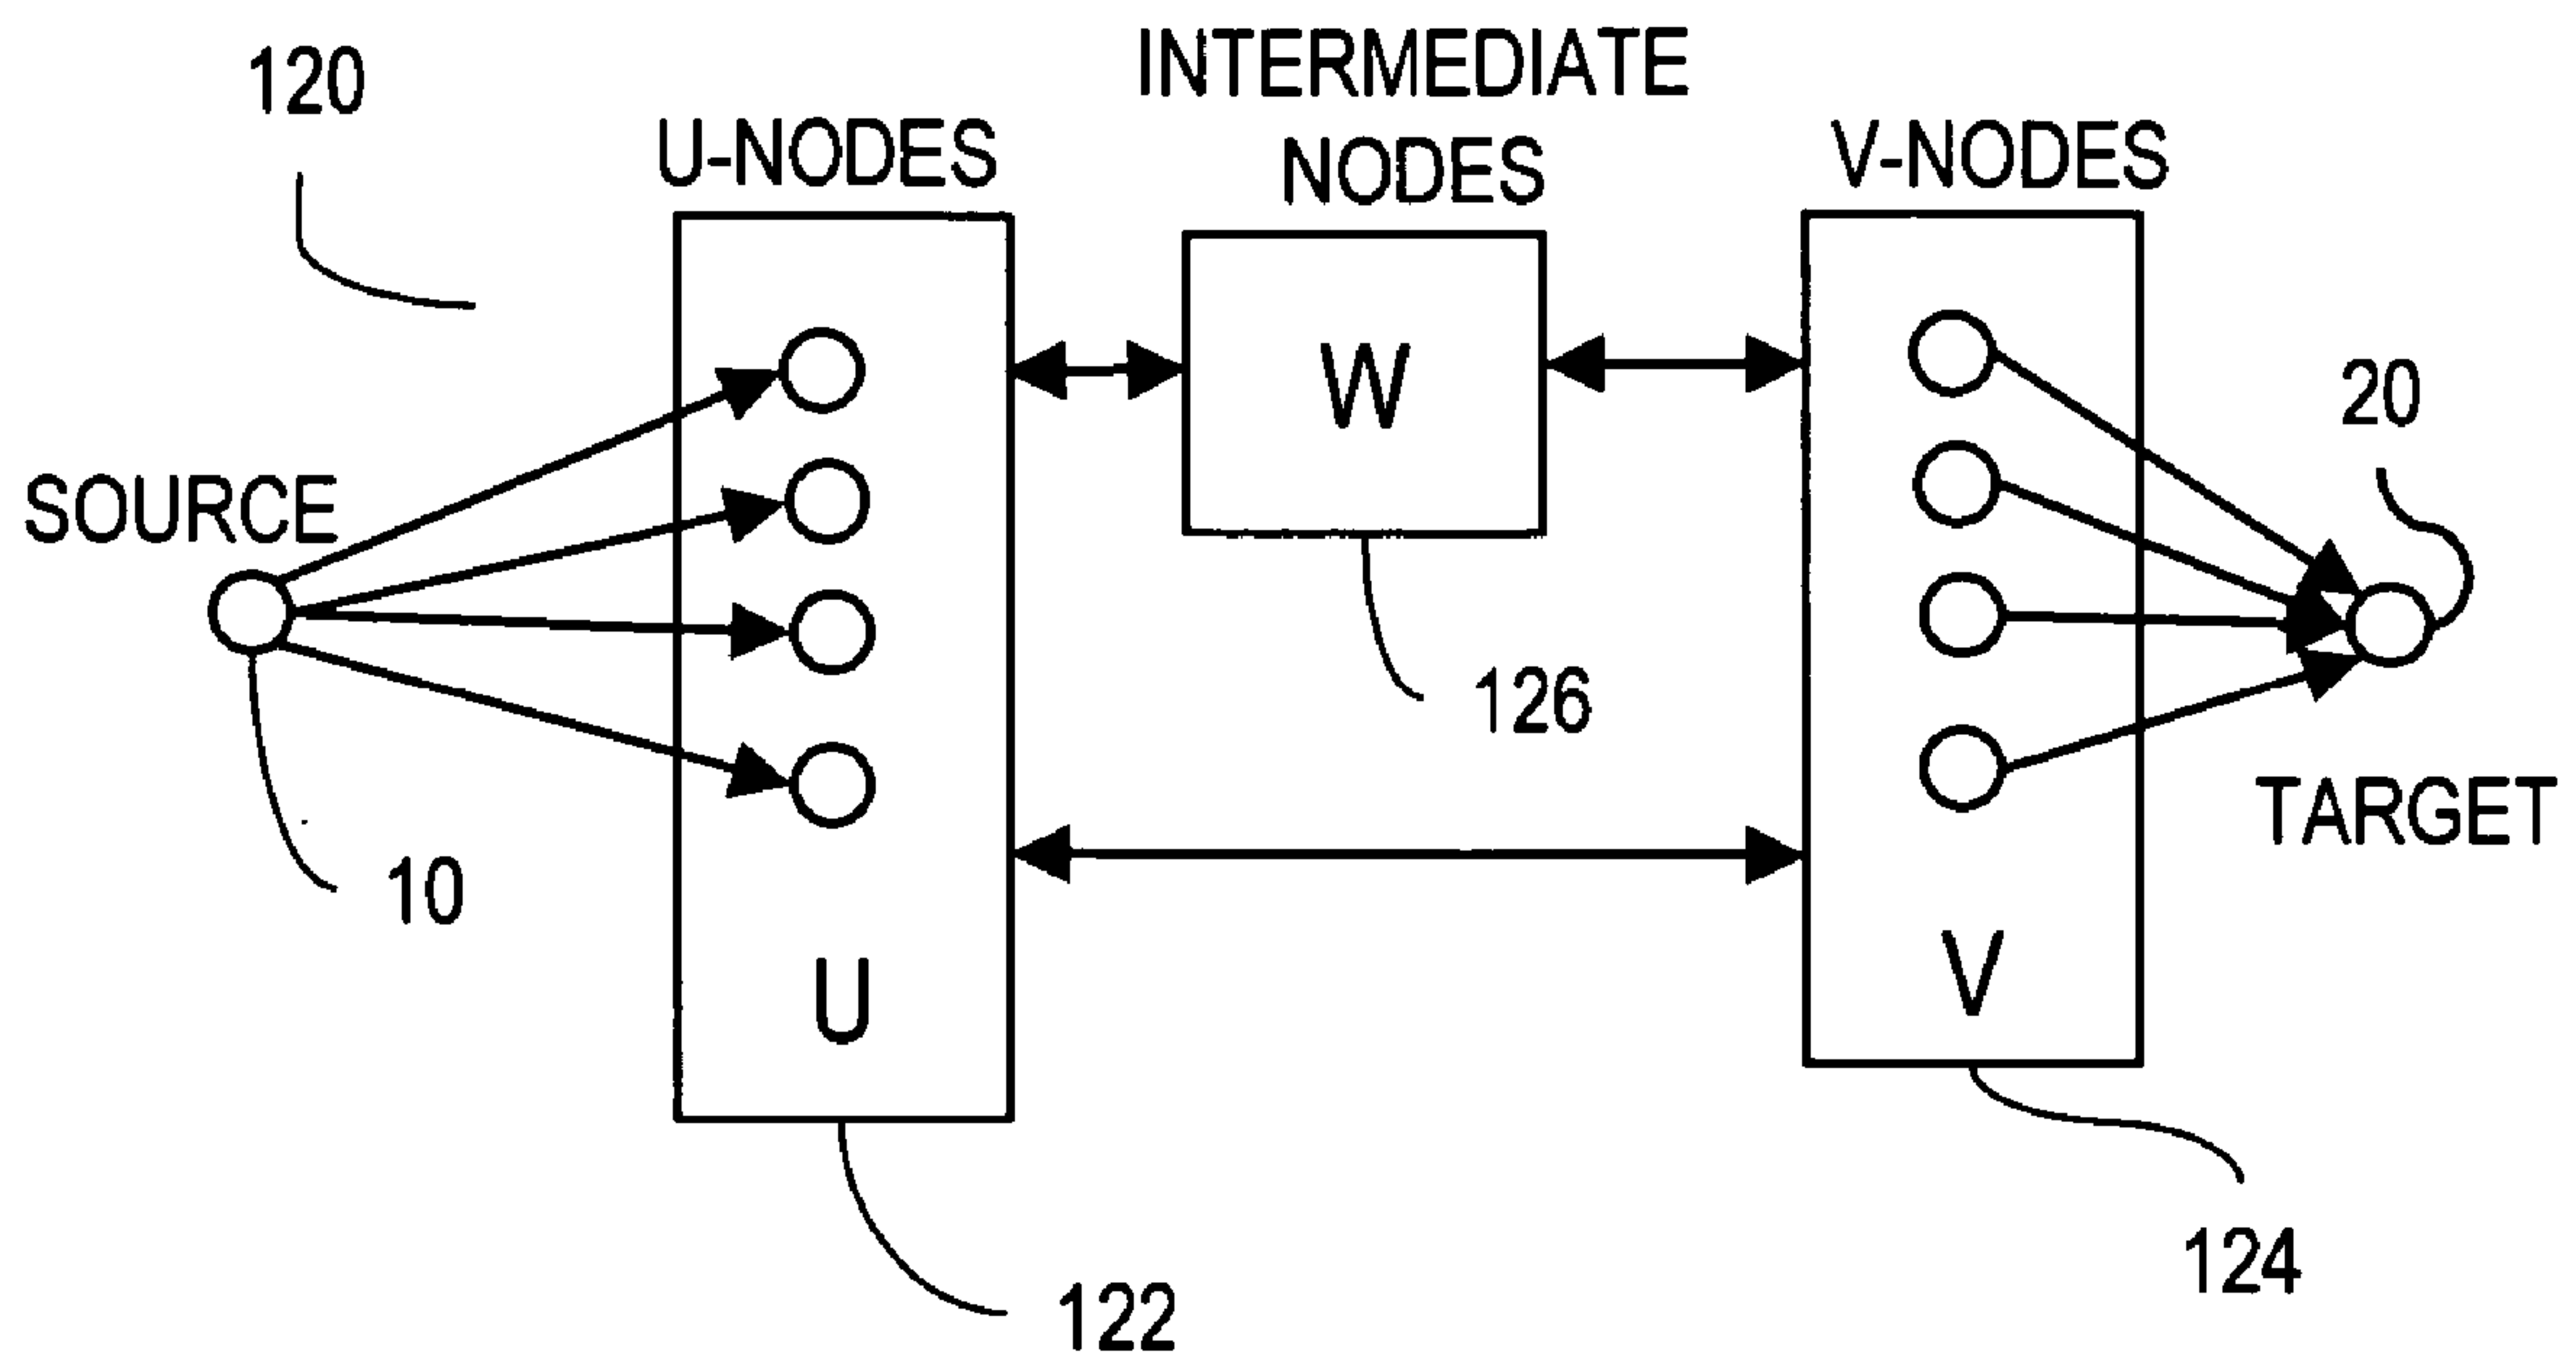 120
INTERMEDIATE
NODES
U-NODES
V-NODES
W
20
SOURCE
126
TARGET
10
U
V
124
122